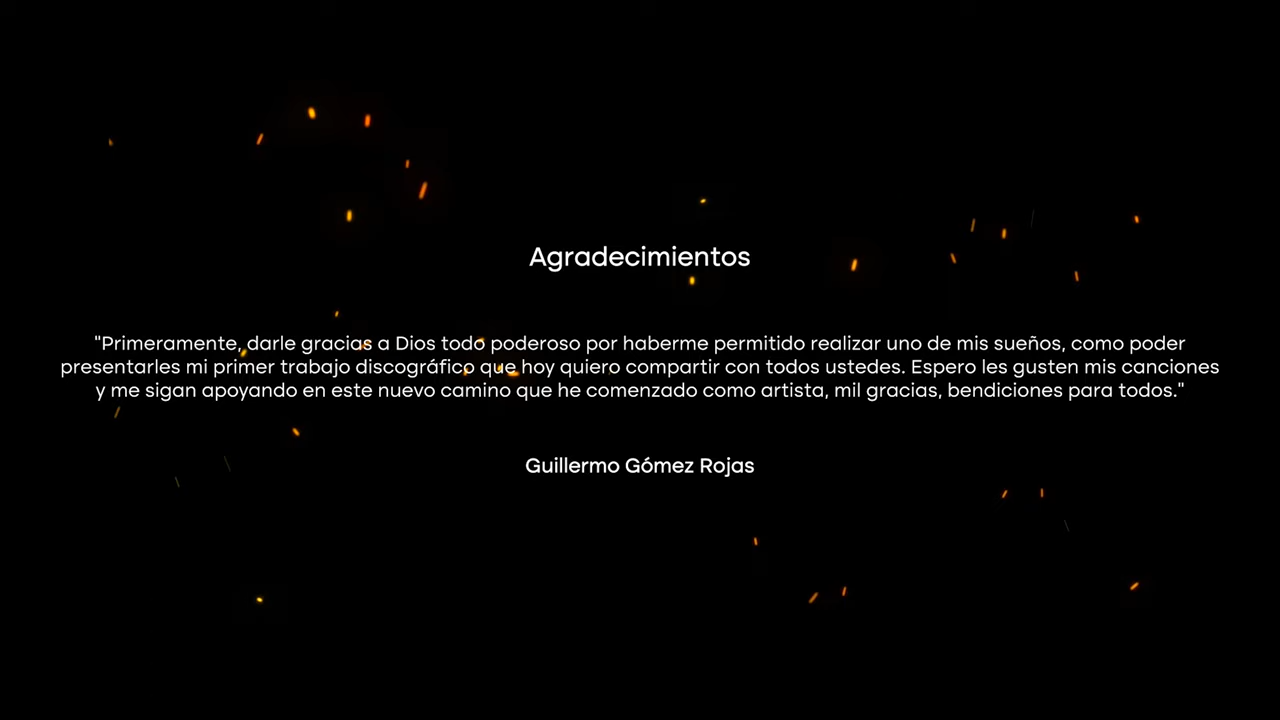 Agradecimientos
"Primeramente, darle gracias a Dios todo poderoso por haberme permitido realizar uno de mis sueños, como poder
presentarles mi primer trabajo discográfico que hoy quiero compartir con todos ustedes. Espero les gusten mis canciones
y me sigan apoyando en este nuevo camino que he comenzado como artista, mil gracias, bendiciones para todos."
Guillermo Gómez Rojas